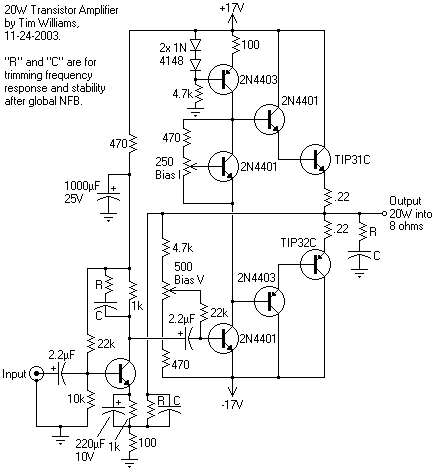 20W Transistor Amplifier
by Tim Williams,
11-24-2003.
"R" and "C" are for
trimming frequency
response and stability
after global NFB.
+17V
2x 1N
4148
100
2N4403
4.7k
2N4401
470
470
250
Bias I
2N4401
TIP31C
.22
1000µF
25V
+
Output
20W into
8 ohms
.22
R
C
TIP32C
4.7k
500
Bias V
2N4403
R
C
1k
22k
2.2µF
+
2N4401
22k
2.2µF
+
470
-17V
Input
10k
+
R
C
220µF
10V
1k
100